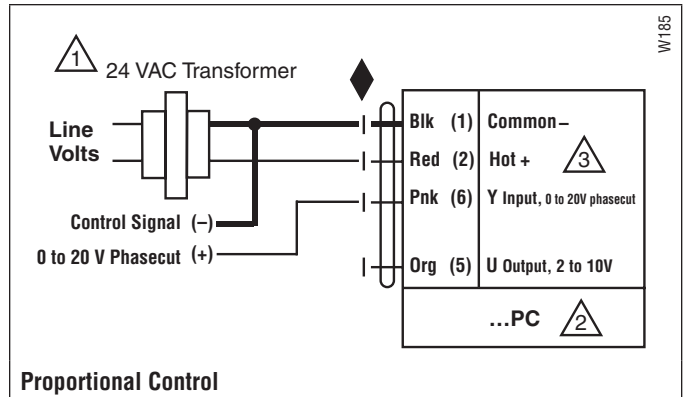 W185
1
24 VAC Transformer
Line
Volts
Blk (1) Common –
Red (2) Hot + 3
Pnk (6) Y Input, 0 to 20V phasecut
Control Signal (–)
0 to 20 V Phasecut (+)
Org (5) U Output, 2 to 10V
...PC 2
Proportional Control